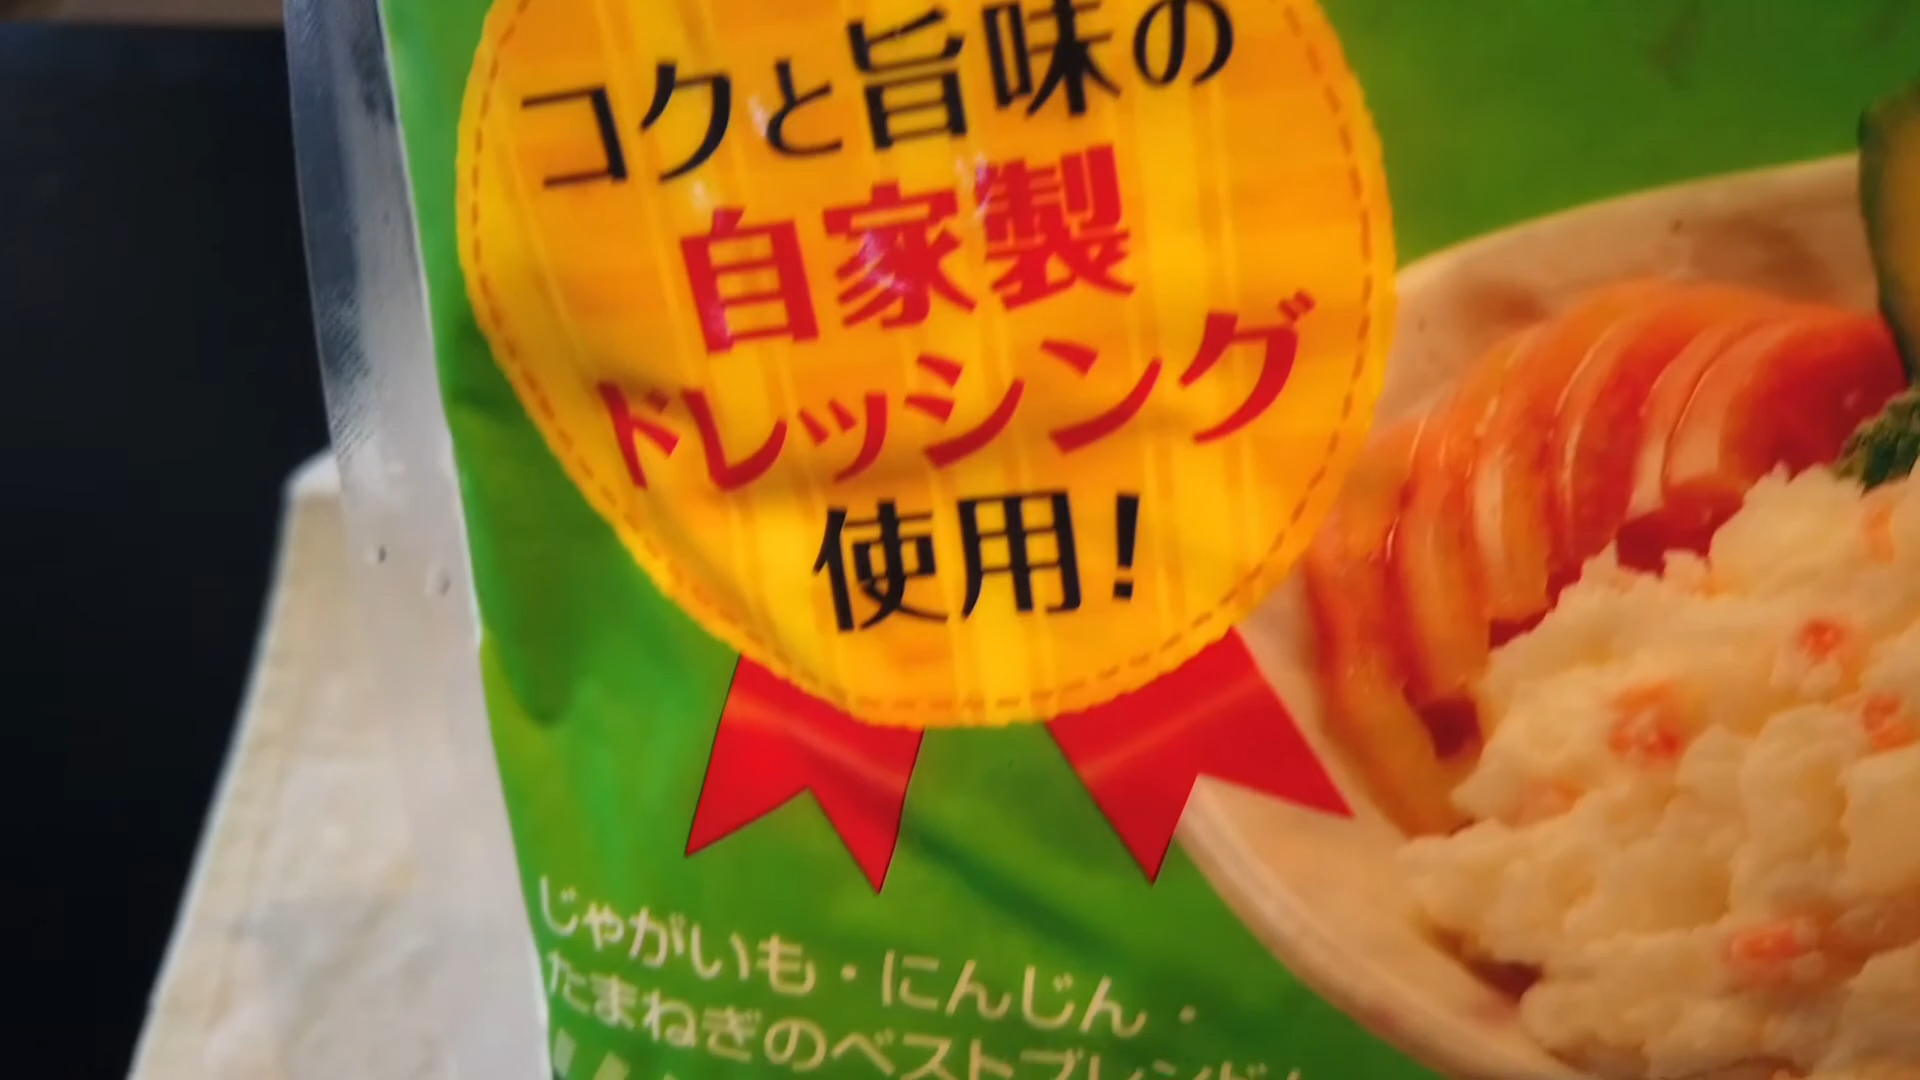 コクと旨味の
自家製
ドレッシング
使用!
じゃがいも・にんじん・
たまねぎのベストブレンド